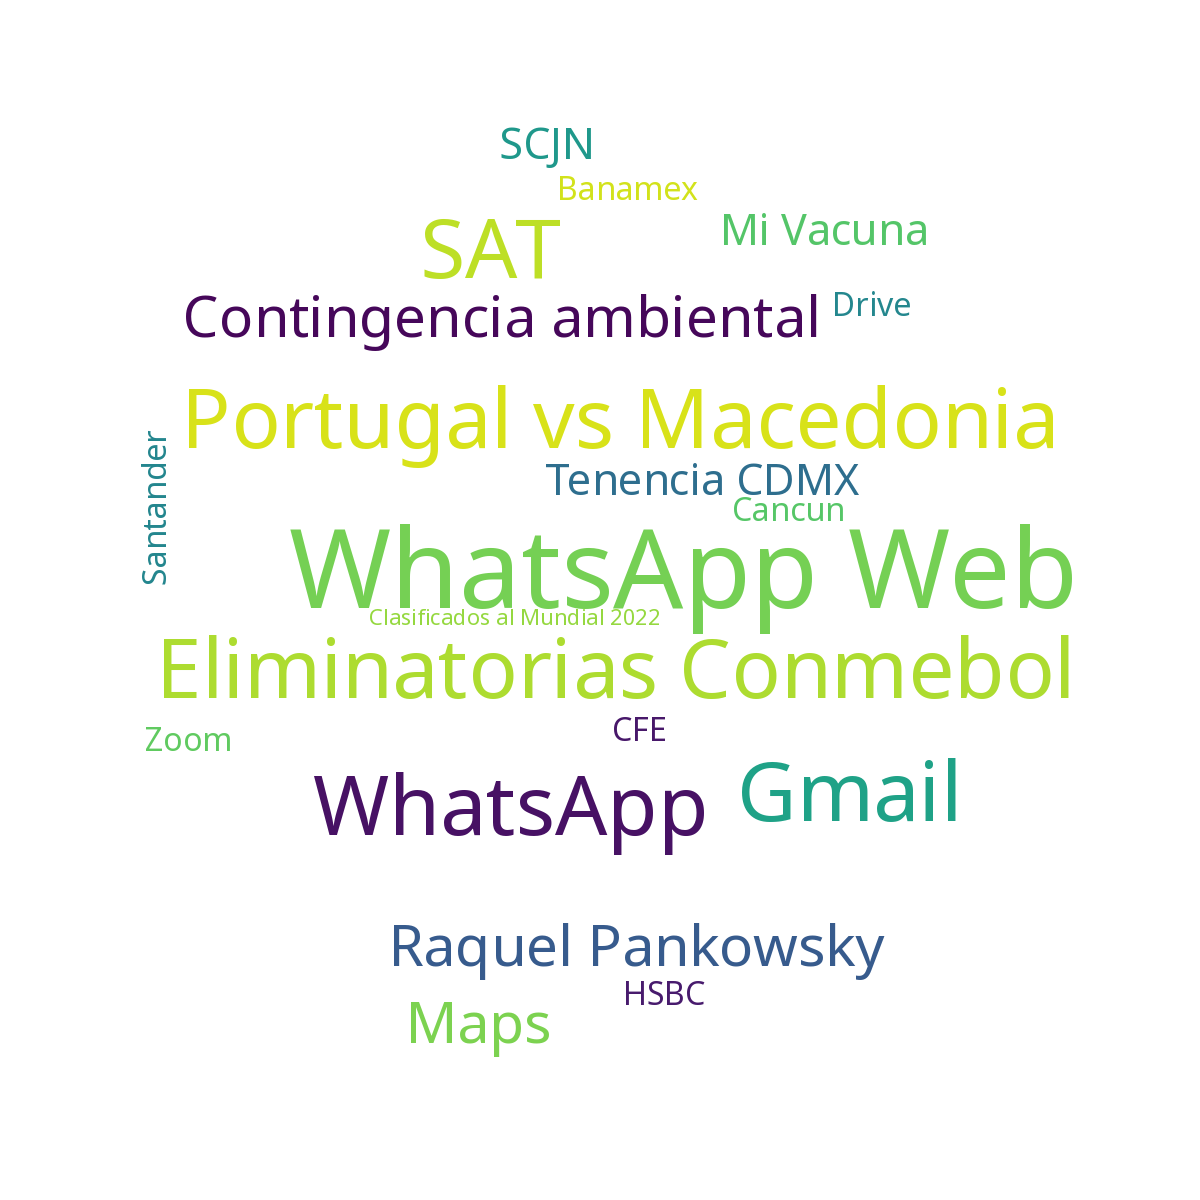 SCJN
Banamex
SAT
Mi Vacuna
Contingencia ambiental
Drive
Portugal vs Macedonia
Santander
Tenencia CDMX
Cancun
WhatsApp Web
Clasificados al Mundial 2022
Eliminatorias Conmebol
Zoom
CFE
WhatsApp
Gmail
Raquel Pankowsky
HSBC
Maps